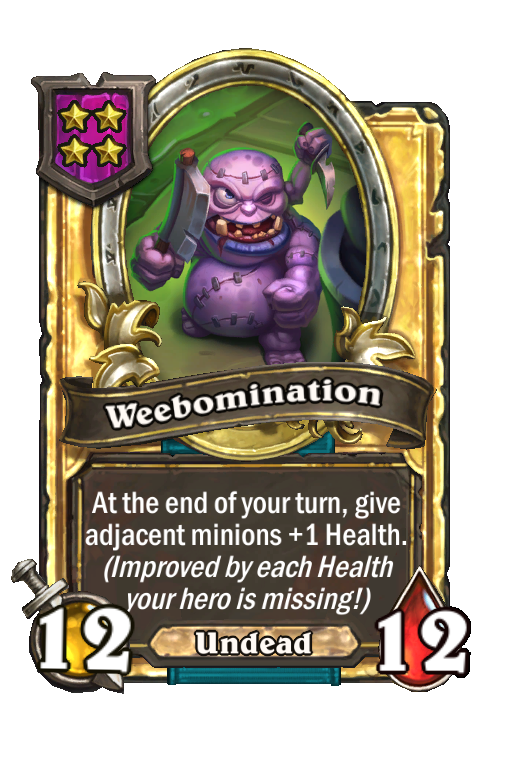 Weebomination
At the end of your turn, give
adjacent minions +1 Health.
(Improved by each Health
your hero is missing!)
12
Undead
12